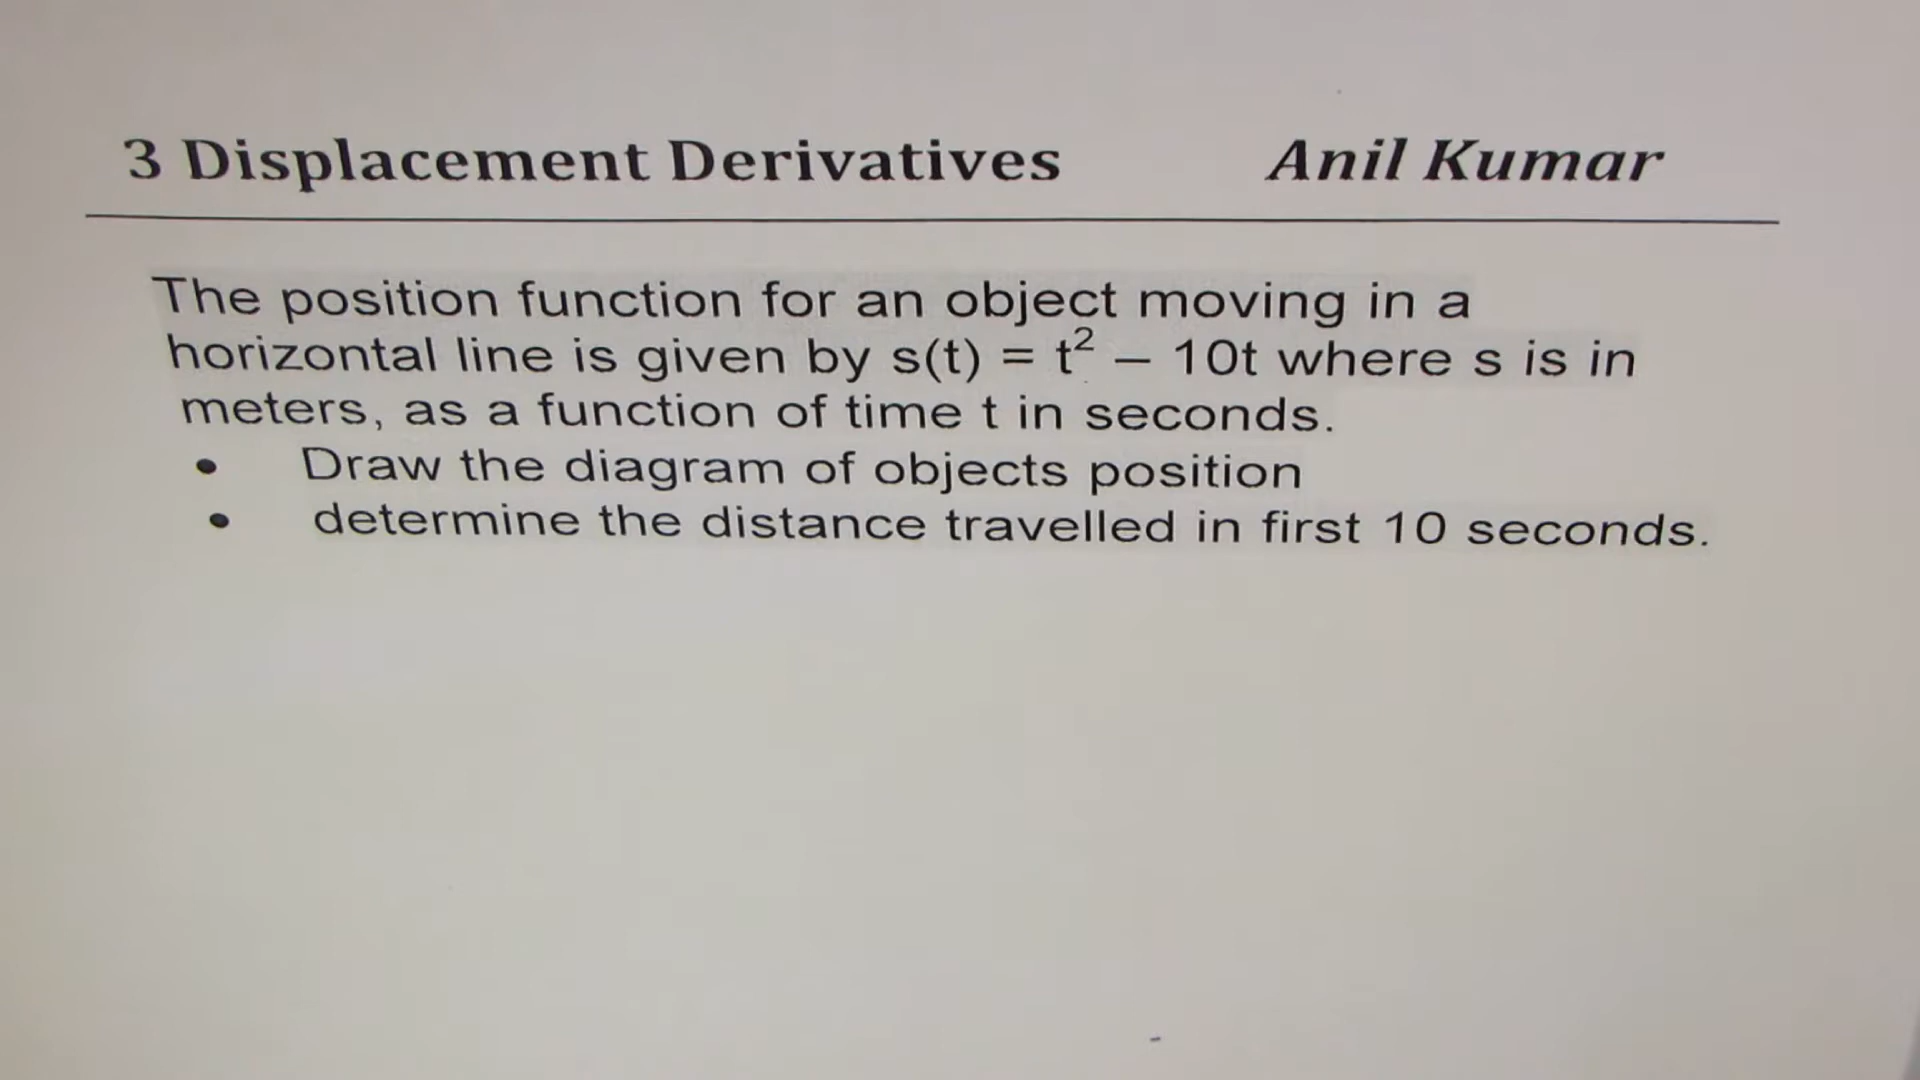 3 Displacement Derivatives Anil Kumar
The position function for an object moving in a
horizontal line is given by s(t) = t² – 10t where s is in
meters, as a function of time t in seconds.
• Draw the diagram of objects position
• determine the distance travelled in first 10 seconds.